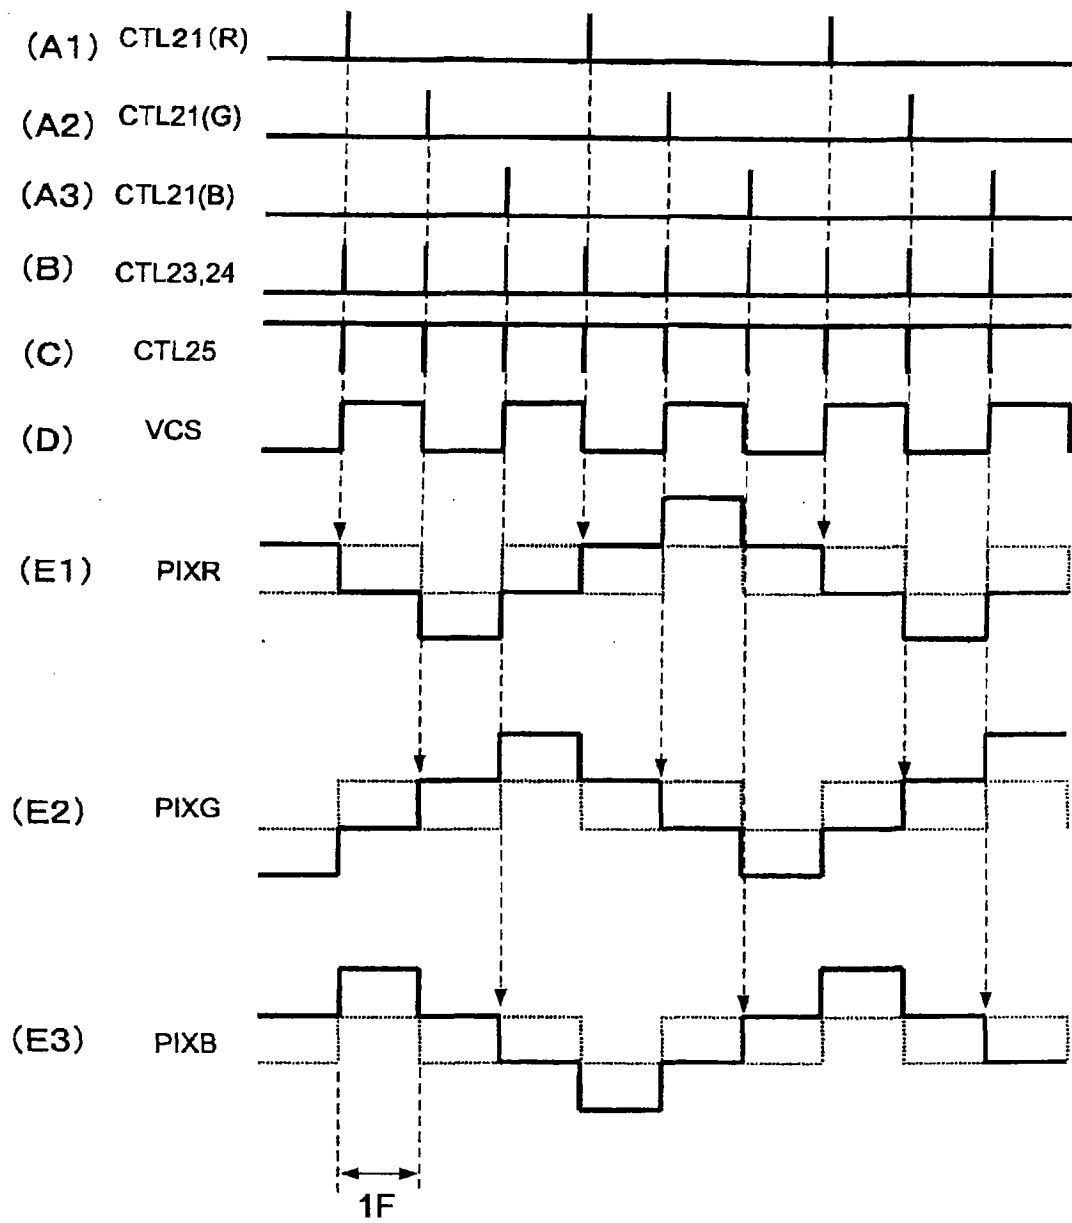 (A1) CTL21(R)
(A2) CTL21(G)
(A3) CTL21(B)
(B) CTL23,24
(C) CTL25
(D) VCS
(E1) PIXR
(E2) PIXG
(E3) PIXB
1F